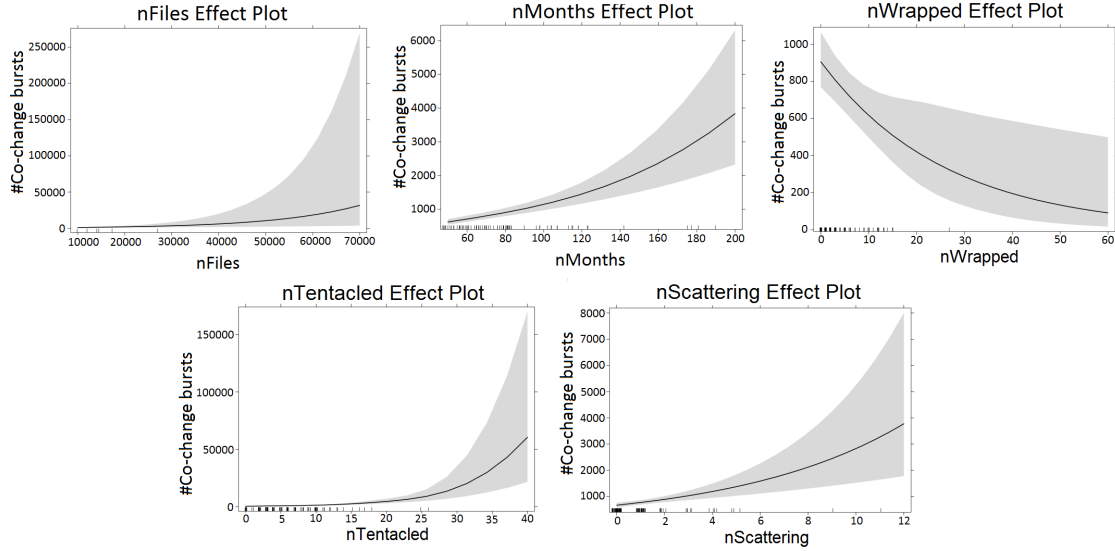 nFiles Effect Plot
#Co-change bursts
250000
200000
150000
100000
50000
0
10000 20000 30000 40000 50000 60000 70000
nFiles
nMonths Effect Plot
#Co-change bursts
6000
5000
4000
3000
2000
1000
60 80 100 120 140 160 180 200
nMonths
nWrapped Effect Plot
#Co-change bursts
1000
800
600
400
200
0
0 10 20 30 40 50 60
nWrapped
nTentacled Effect Plot
#Co-change bursts
150000
100000
50000
0
0 5 10 15 20 25 30 35 40
nTentacled
nScattering Effect Plot
#Co-change bursts
8000
7000
6000
5000
4000
3000
2000
1000
0 2 4 6 8 10 12
nScattering